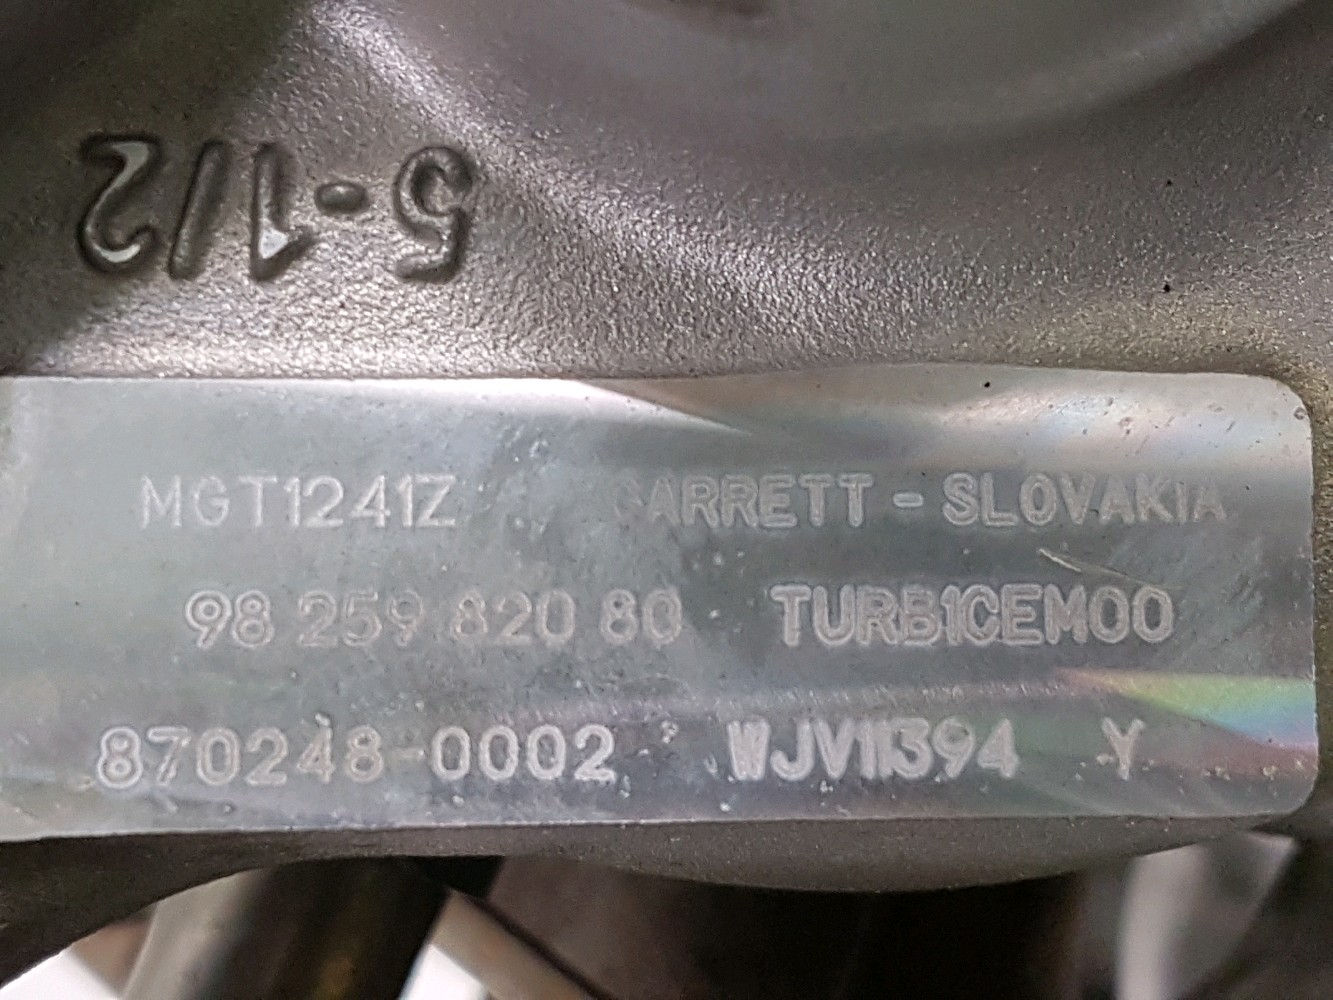 5-1/2
MGT1241Z GARRETT - SLOVAKIA
98 259 820 80 TURB1CEM00
870248-0002 WJV11394 Y